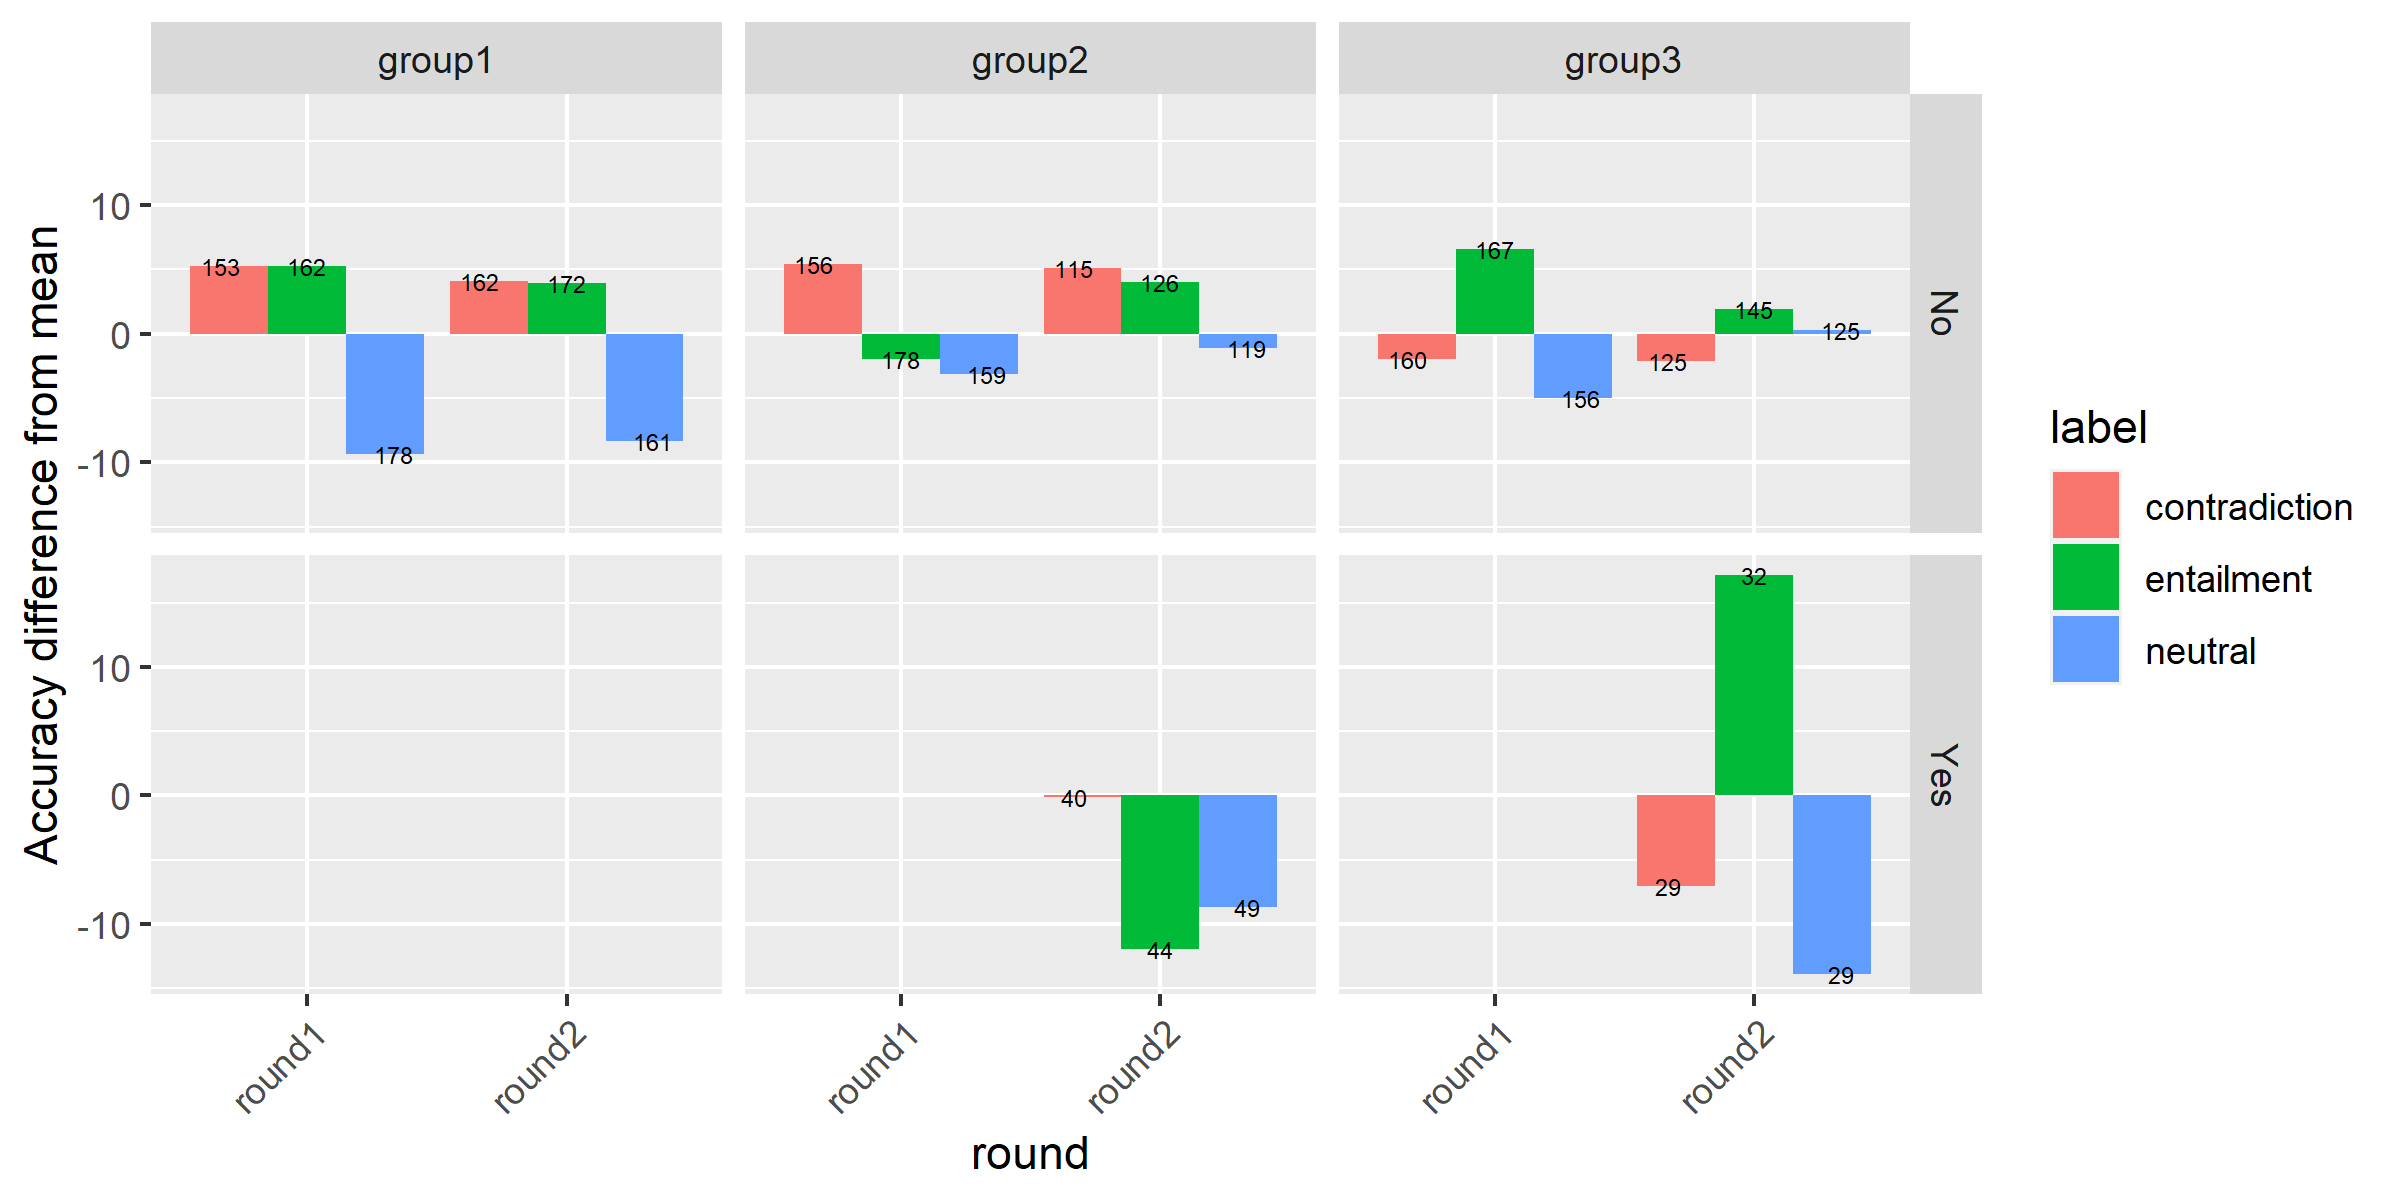 group1 group2 group3
No
10
0
-10
153 162 178 162 172 161
156 178 159 115 126 119
160 167 156 125 145 125
Yes
10
0
-10
40 44 49
29 32 29
round1 round2 round1 round2 round1 round2
round
Accuracy difference from mean
label
contradiction
entailment
neutral